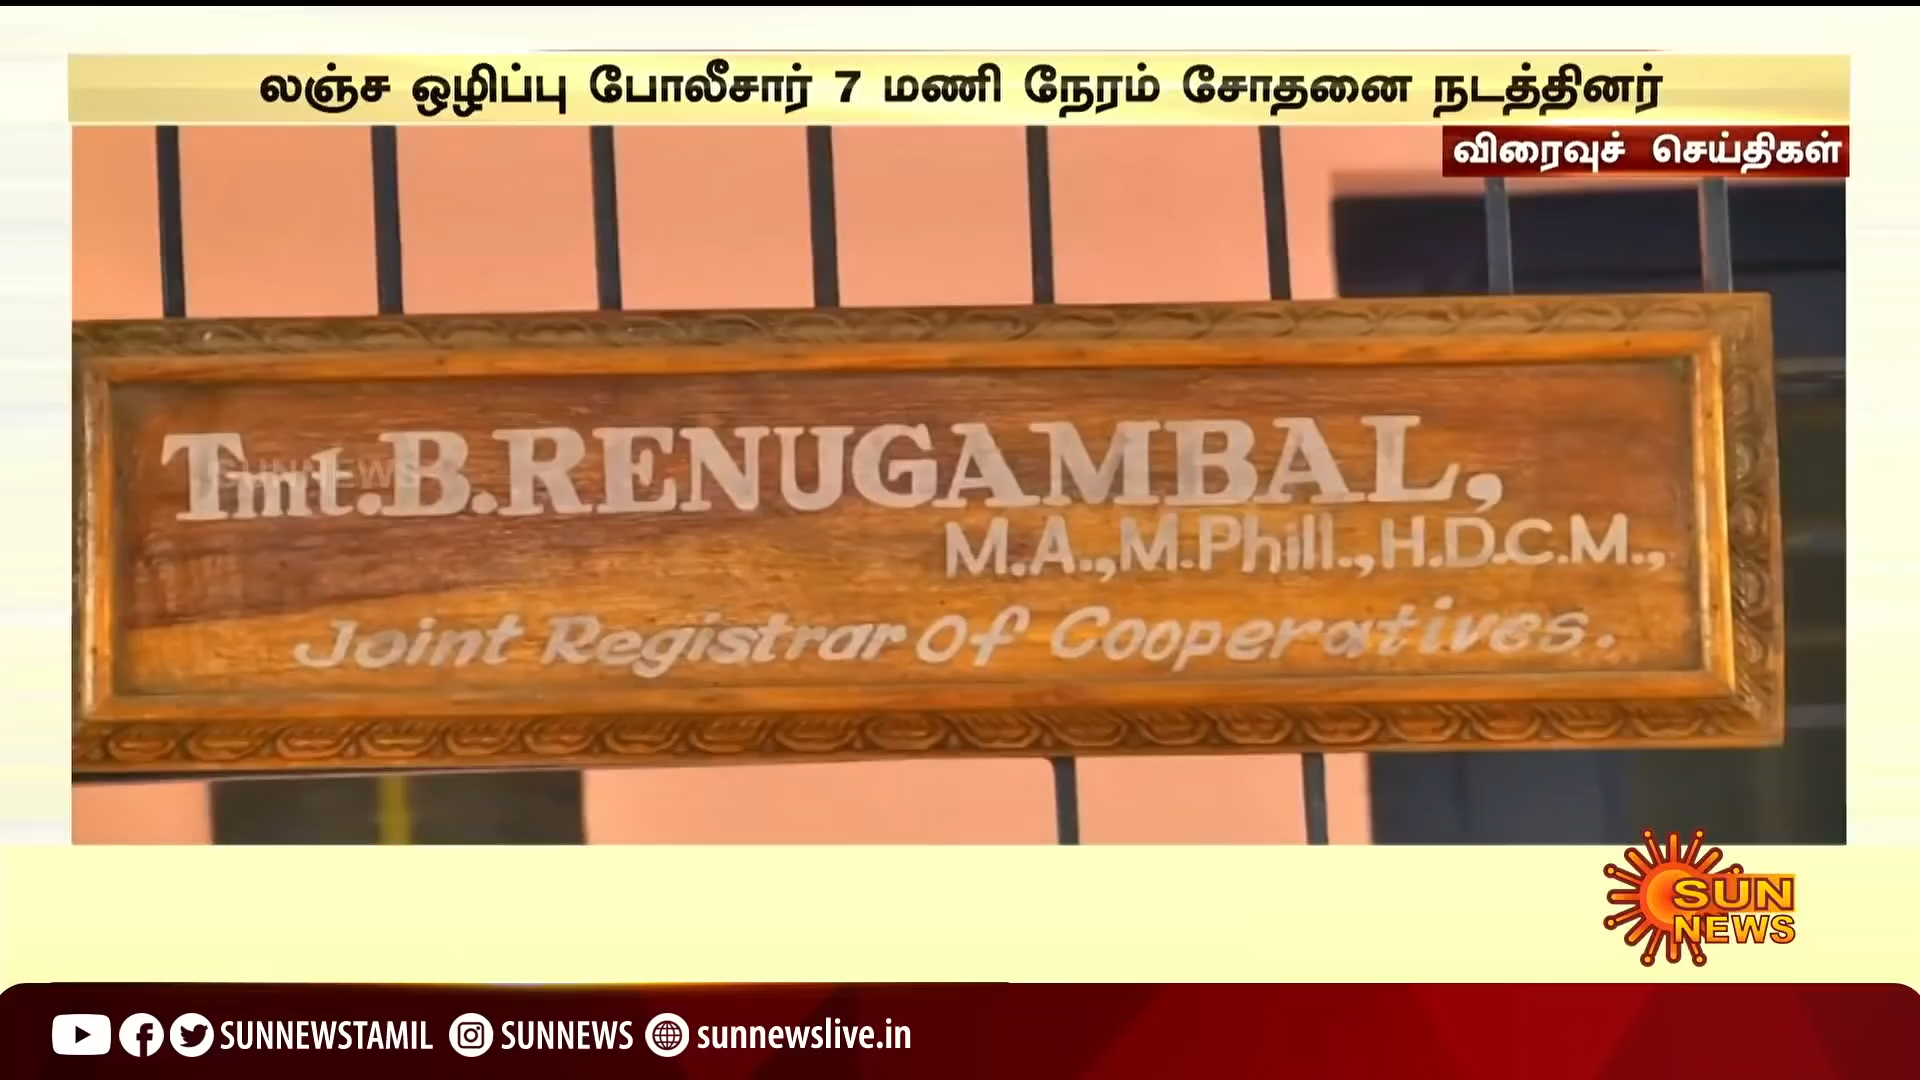 லஞ்ச ஒழிப்பு போலீசார் 7 மணி நேரம் சோதனை நடத்தினர்
விரைவுச் செய்திகள்
Tmt.B.RENUGAMBAL,
SUNNEWS
M.A.,M.Phill.,H.D.C.M.,
Joint Registrar Of Cooperatives.
SUN
NEWS
SUNNEWSTAMIL SUNNEWS sunnewslive.in